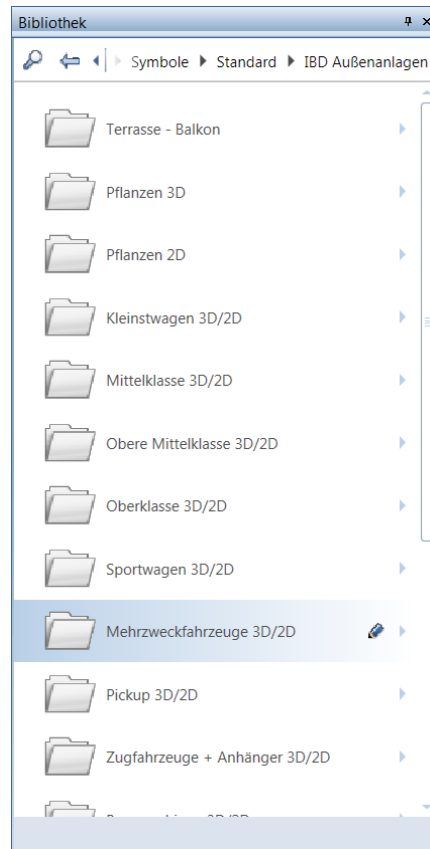 Bibliothek
Symbole Standard IBD Außenanlagen
Terrasse - Balkon
Pflanzen 3D
Pflanzen 2D
Kleinstwagen 3D/2D
Mittelklasse 3D/2D
Obere Mittelklasse 3D/2D
Oberklasse 3D/2D
Sportwagen 3D/2D
Mehrzweckfahrzeuge 3D/2D
Pickup 3D/2D
Zugfahrzeuge + Anhänger 3D/2D